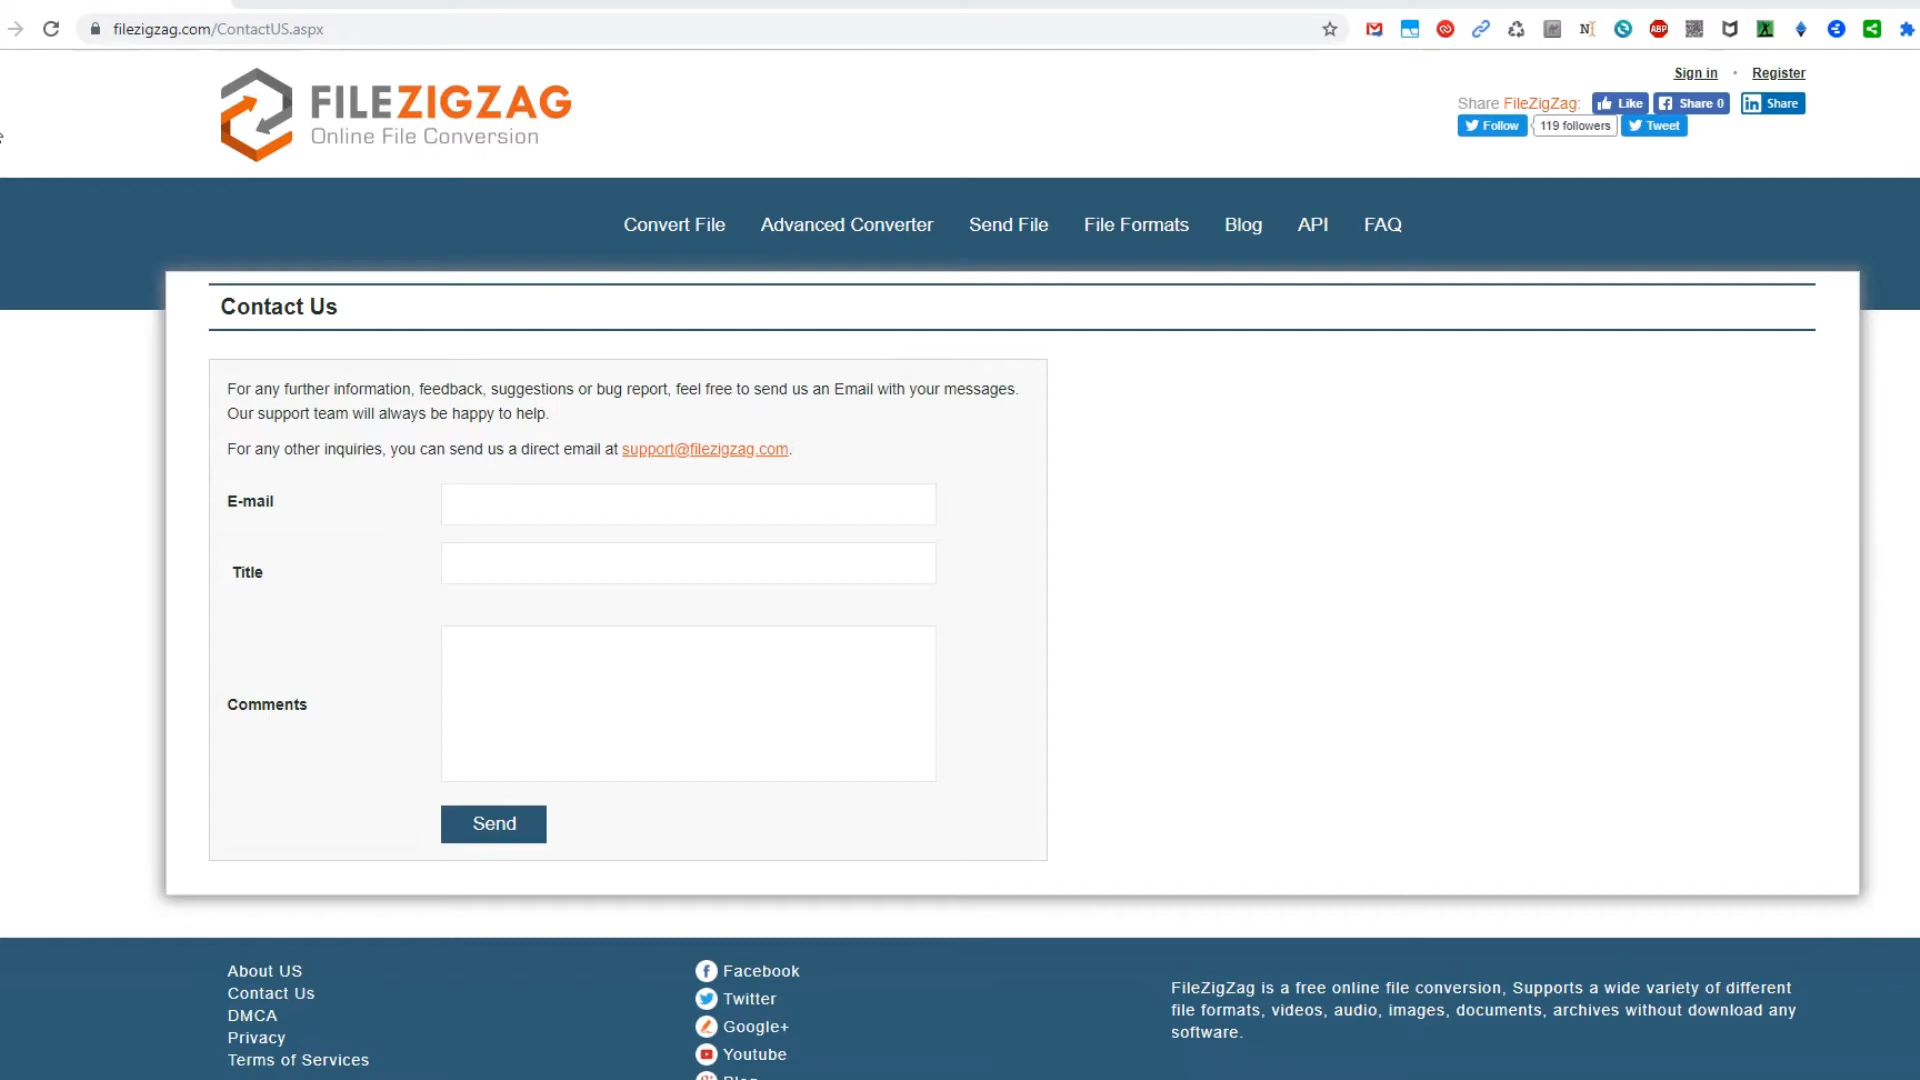 filezigzag.com/ContactUS.aspx
ABP
Sign in • Register
FILEZIGZAG
Online File Conversion
Share FileZigZag: Like Share 0 in Share
Follow 119 followers Tweet
Convert File Advanced Converter Send File File Formats Blog API FAQ
Contact Us
For any further information, feedback, suggestions or bug report, feel free to send us an Email with your messages.
Our support team will always be happy to help.
For any other inquiries, you can send us a direct email at support@filezigzag.com.
E-mail
Title
Comments
Send
About US
Contact Us
DMCA
Privacy
Terms of Services
Facebook
Twitter
Google+
Youtube
Blog
FileZigZag is a free online file conversion, Supports a wide variety of different
file formats, videos, audio, images, documents, archives without download any
software.